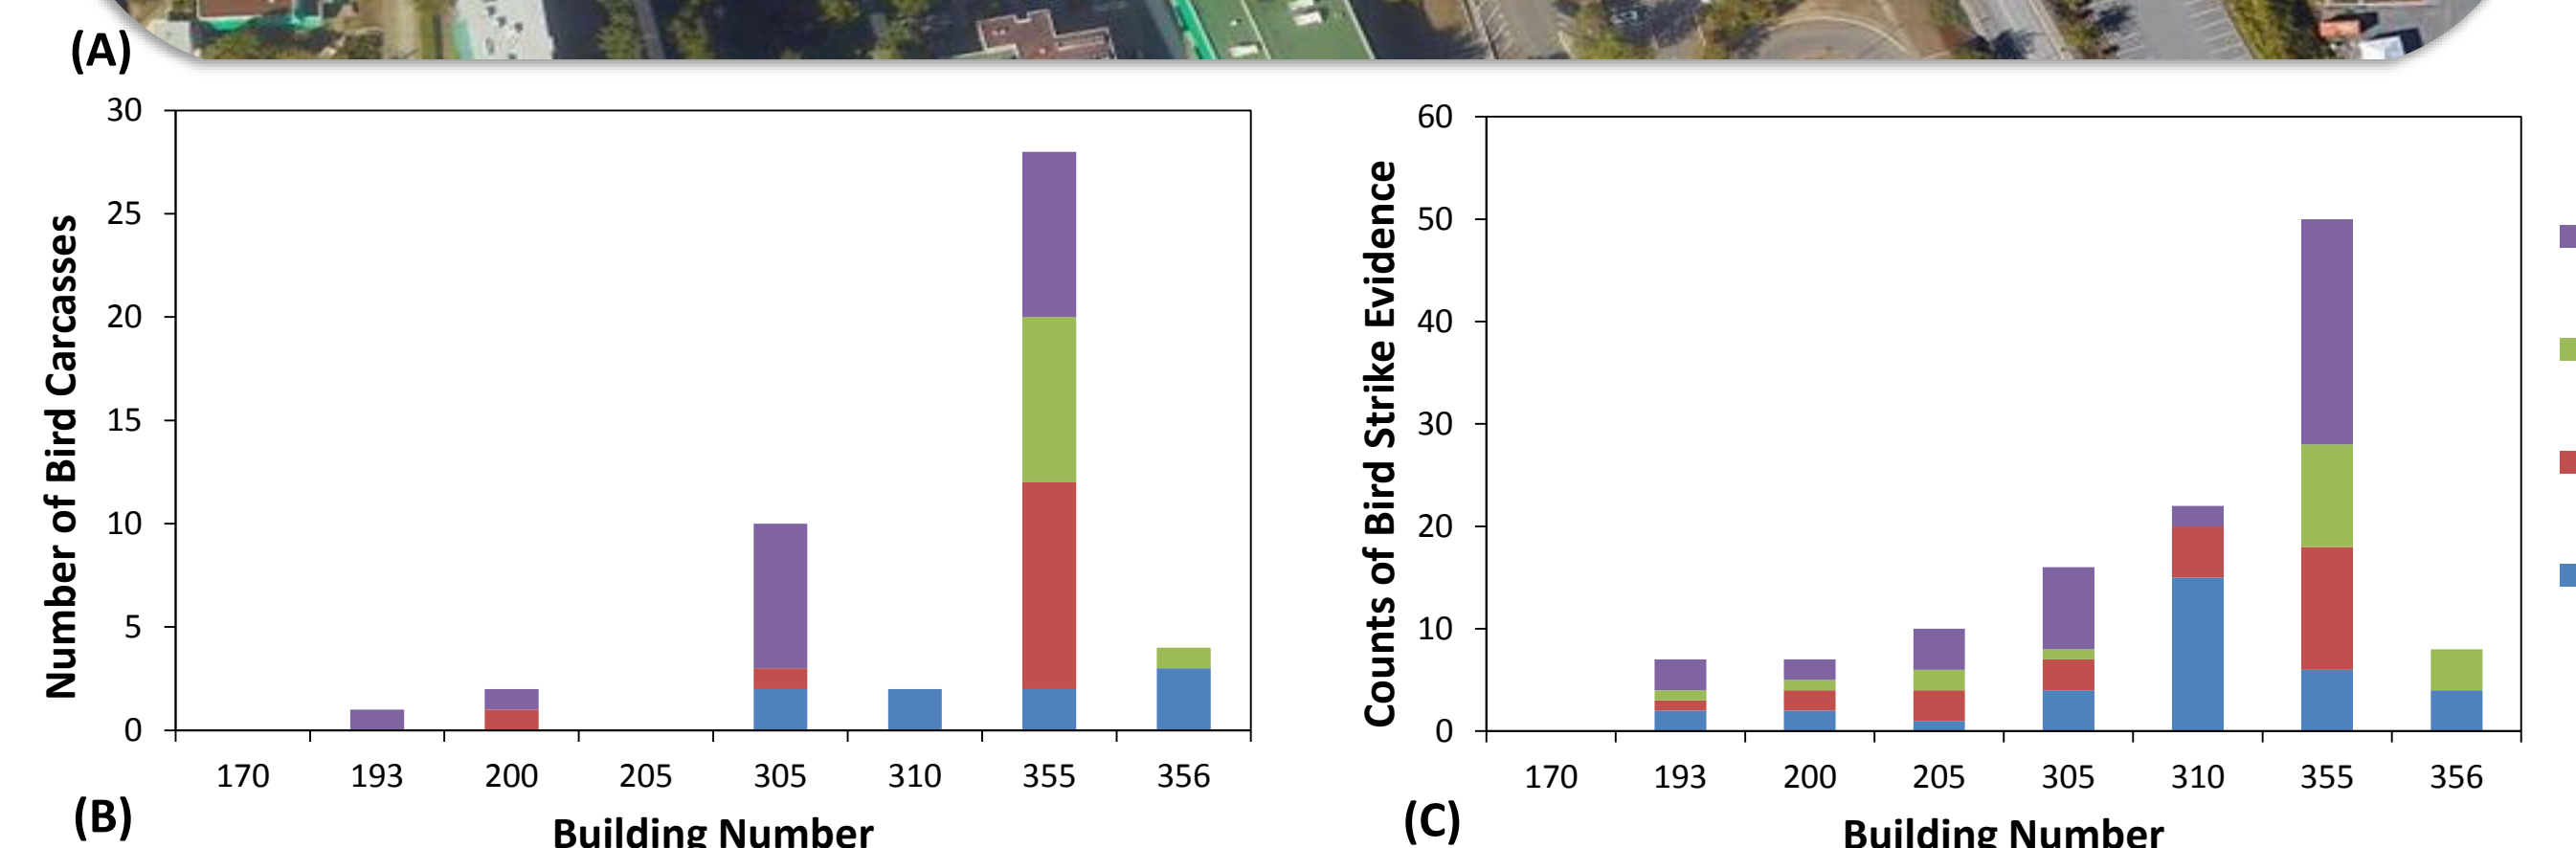 (A)
30
25
20
15
10
5
0
Number of Bird Carcasses
170 193 200 205 305 310 355 356
(B)
Building Number
60
50
40
30
20
10
0
Counts of Bird Strike Evidence
170 193 200 205 305 310 355 356
(C)
Building Number